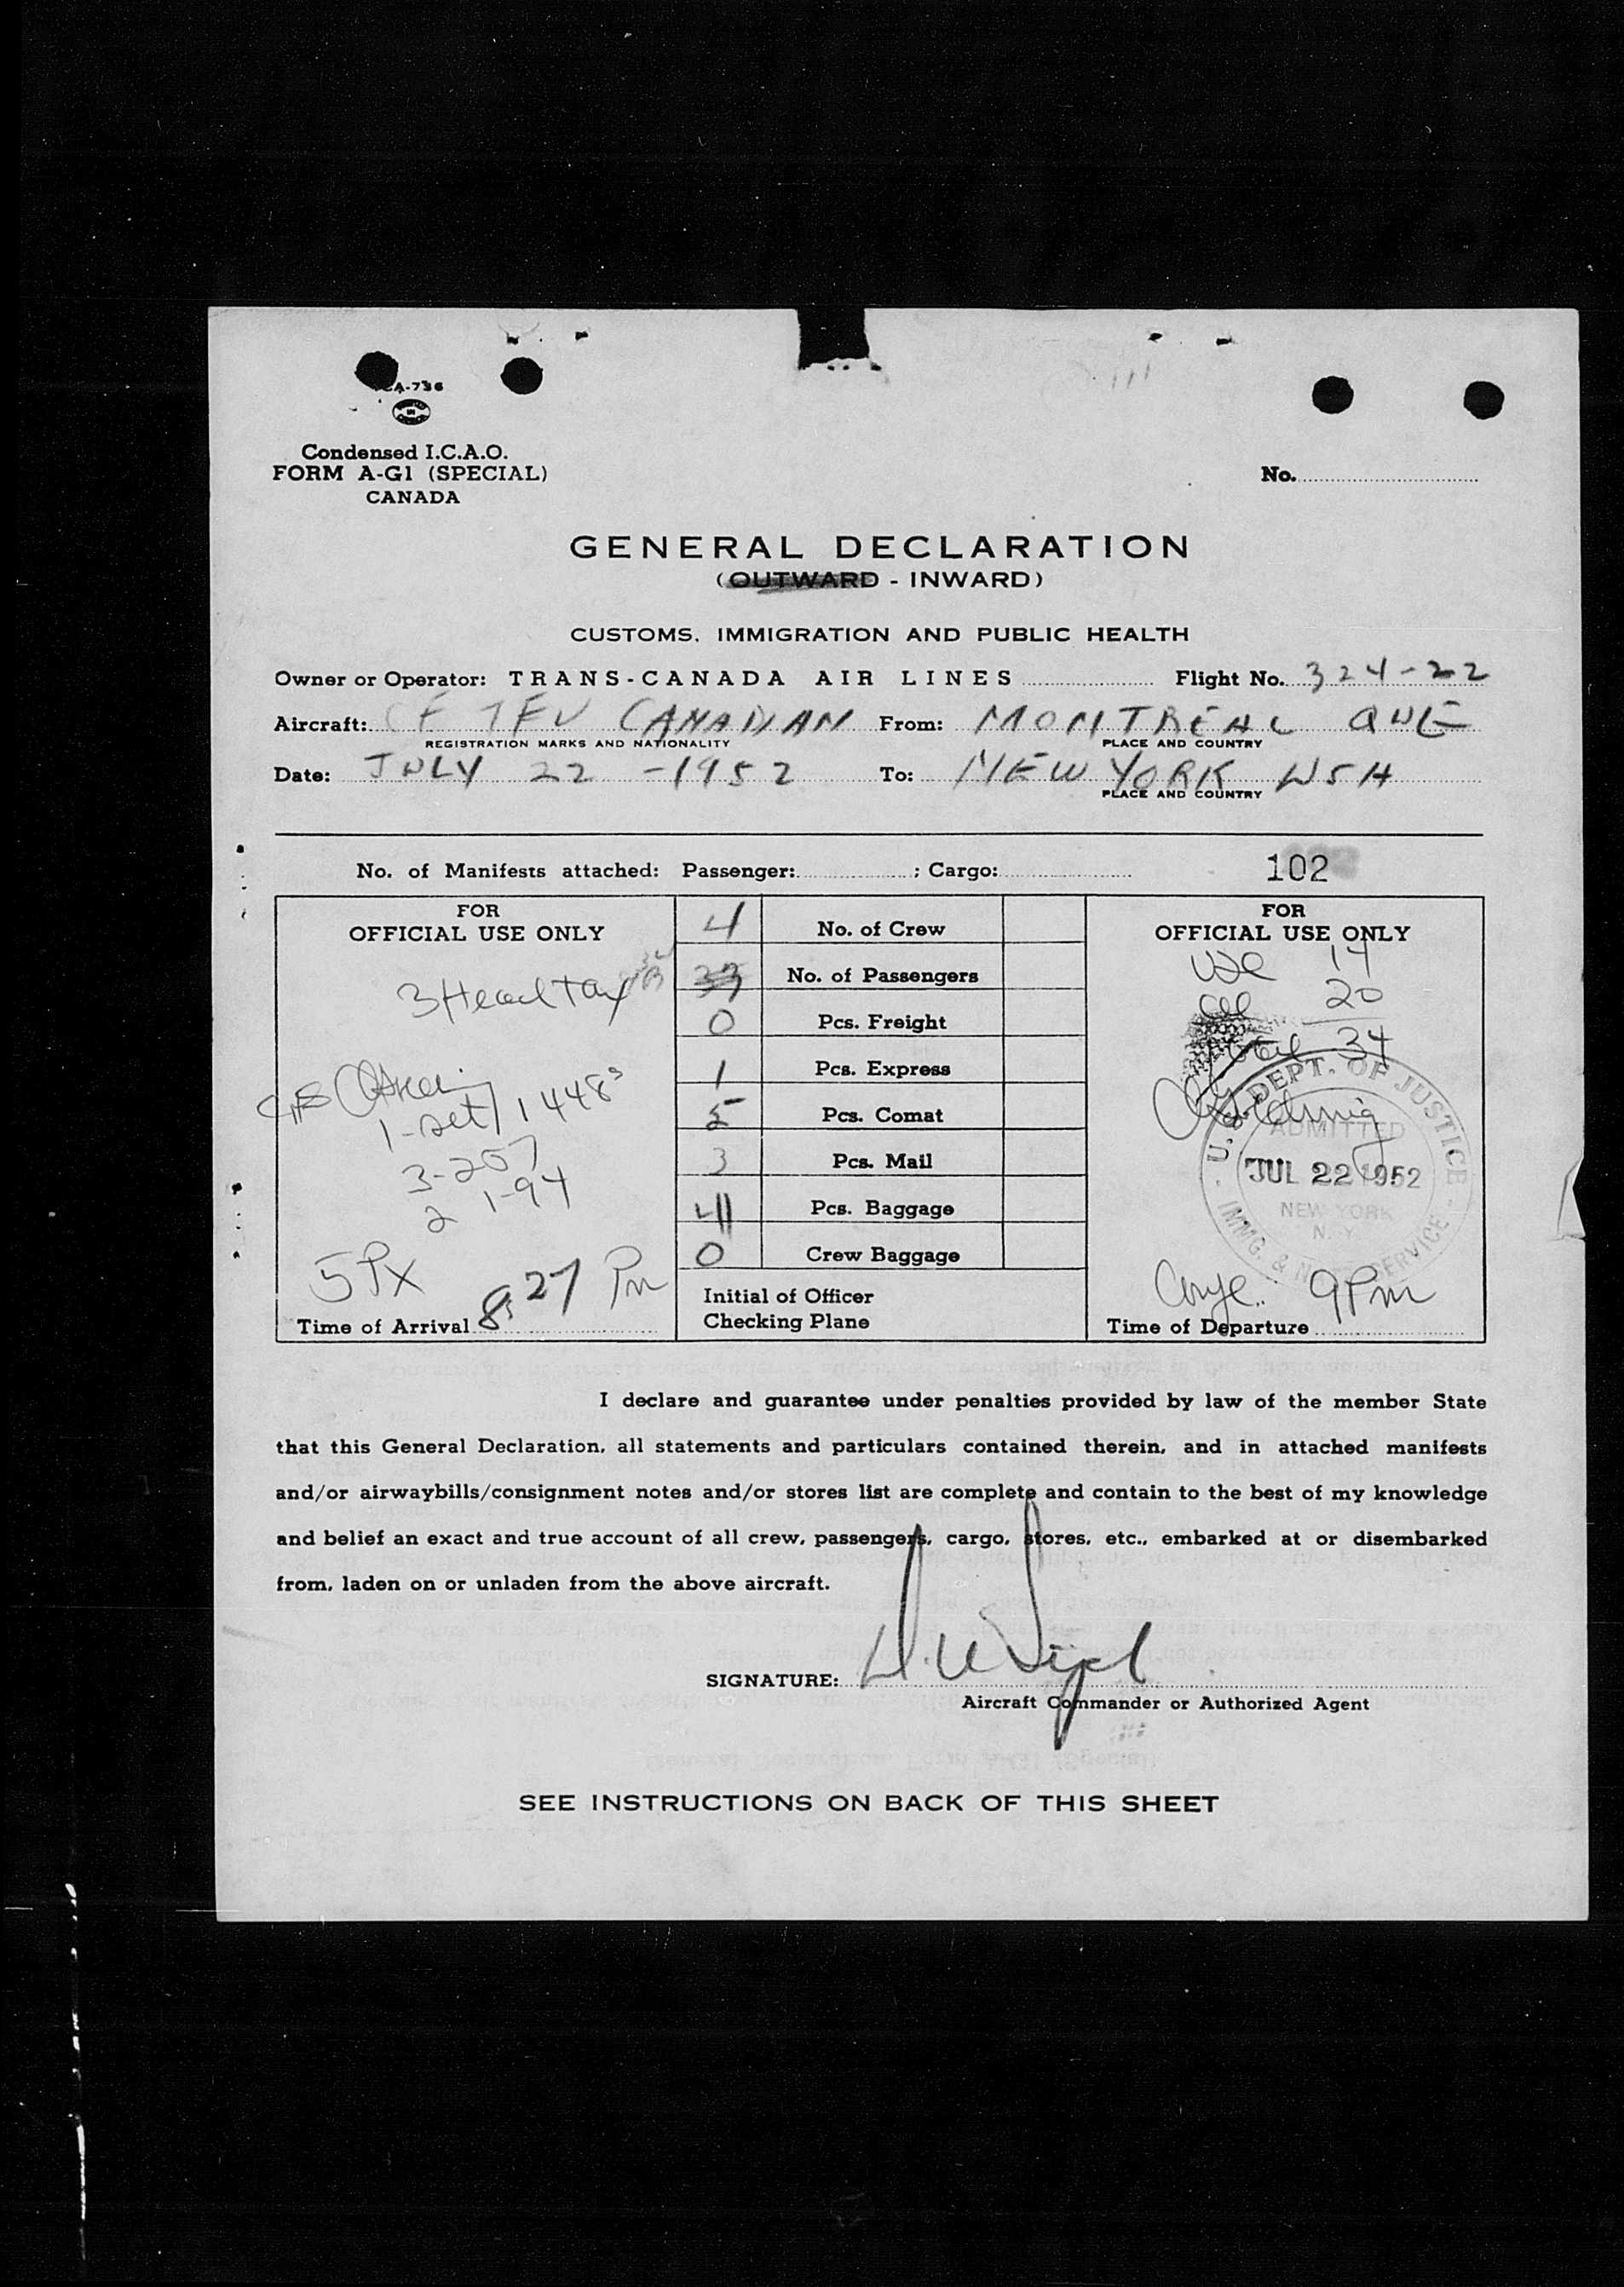 CA-736
Condensed I.C.A.O.
FORM A-G1 (SPECIAL)
CANADA
No.
GENERAL DECLARATION
(OUTWARD - INWARD)
CUSTOMS, IMMIGRATION AND PUBLIC HEALTH
Owner or Operator: TRANS-CANADA AIR LINES Flight No. 324-22
Aircraft: CF TFV CANADIAN From: MONTREAL QUE
REGISTRATION MARKS AND NATIONALITY PLACE AND COUNTRY
Date: JULY 22 - 1952 To: NEW YORK USA
PLACE AND COUNTRY
No. of Manifests attached: Passenger: ; Cargo: 102
FOR
OFFICIAL USE ONLY
3 Head tax
1448
3-207
2 1-94
5 Px
8:27 Pm
Time of Arrival
4 No. of Crew
33 No. of Passengers
0 Pcs. Freight
1 Pcs. Express
5 Pcs. Comat
3 Pcs. Mail
41 Pcs. Baggage
0 Crew Baggage
Initial of Officer
Checking Plane
FOR
OFFICIAL USE ONLY
USC 14
20
34
U.S. DEPT. OF JUSTICE
ADMITTED
JUL 22 1952
NEW YORK
N. Y.
IMMG. & NATZ. SERVICE
9 Pm
Time of Departure
I declare and guarantee under penalties provided by law of the member State
that this General Declaration, all statements and particulars contained therein, and in attached manifests
and/or airwaybills/consignment notes and/or stores list are complete and contain to the best of my knowledge
and belief an exact and true account of all crew, passengers, cargo, stores, etc., embarked at or disembarked
from, laden on or unladen from the above aircraft.
SIGNATURE:
Aircraft Commander or Authorized Agent
SEE INSTRUCTIONS ON BACK OF THIS SHEET